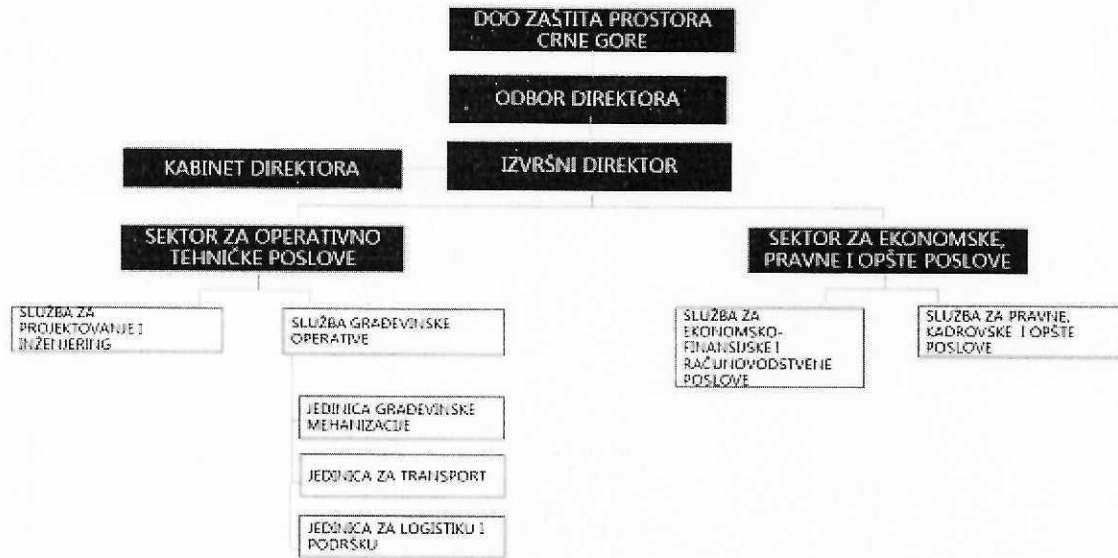 DOO ZAŠTITA PROSTORA
CRNE GORE
ODBOR DIREKTORA
KABINET DIREKTORA
IZVRŠNI DIREKTOR
SEKTOR ZA OPERATIVNO
TEHNIČKE POSLOVE
SEKTOR ZA EKONOMSKE,
PRAVNE I OPŠTE POSLOVE
SLUŽBA ZA
PROJEKTOVANJE I
INŽENJERING
SLUŽBA GRAĐEVINSKE
OPERATIVE
SLUŽBA ZA
EKONOMSKO-
FINANSIJSKE I
RAČUNOVODSTVENE
POSLOVE
SLUŽBA ZA PRAVNE,
KADROVSKE I OPŠTE
POSLOVE
JEDINICA GRAĐEVINSKE
MEHANIZACIJE
JEDINICA ZA TRANSPORT
JEDINICA ZA LOGISTIKU I
PODRŠKU